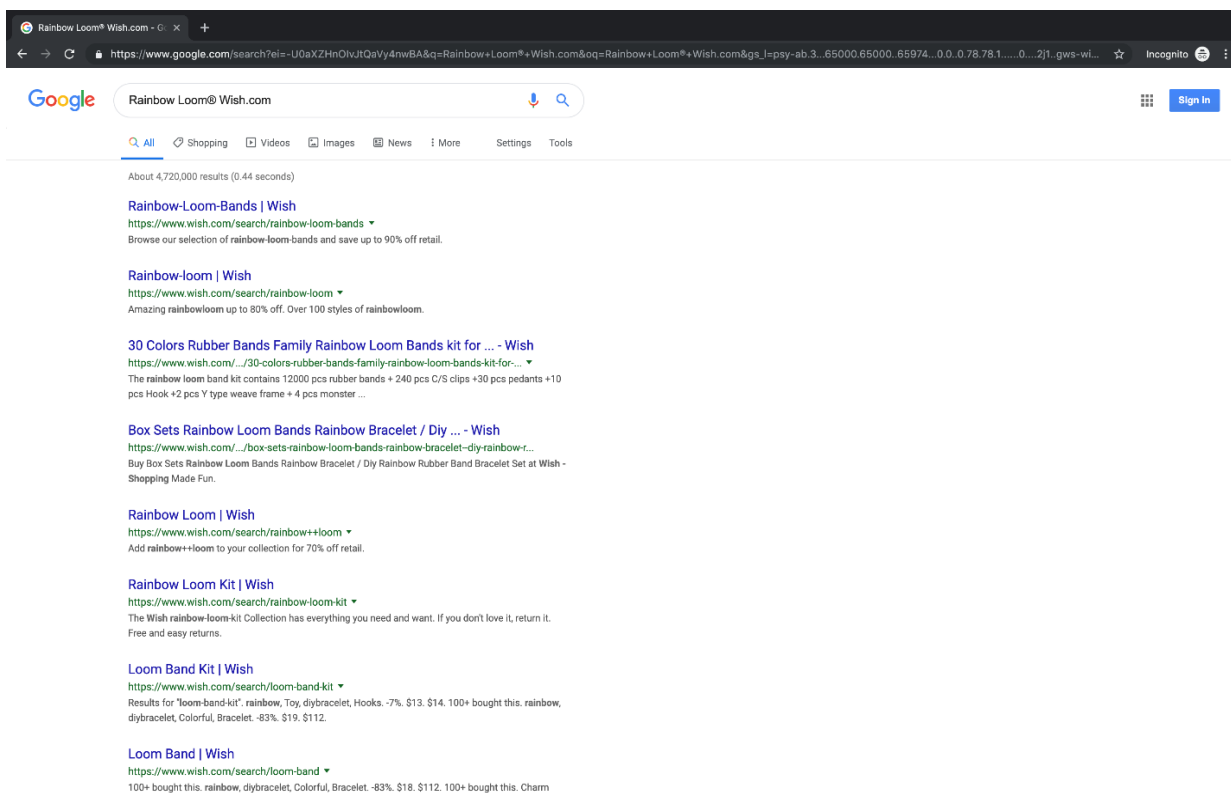 Rainbow Loom® Wish.com - G
https://www.google.com/search?ei=-U0aXZHnOIvJtQaVy4nwBA&q=Rainbow+Loom®+Wish.com&oq=Rainbow+Loom®+Wish.com&gs_l=psy-ab.3...65000.65000..65974...0.0..0.78.78.1......0....2j1..gws-wi...
Incognito
Google
Rainbow Loom® Wish.com
Sign In
All Shopping Videos Images News More Settings Tools
About 4,720,000 results (0.44 seconds)
Rainbow-Loom-Bands | Wish
https://www.wish.com/search/rainbow-loom-bands
Browse our selection of rainbow-loom-bands and save up to 90% off retail.
Rainbow-loom | Wish
https://www.wish.com/search/rainbow-loom
Amazing rainbowloom up to 80% off. Over 100 styles of rainbowloom.
30 Colors Rubber Bands Family Rainbow Loom Bands kit for ... - Wish
https://www.wish.com/.../30-colors-rubber-bands-family-rainbow-loom-bands-kit-for-...
The rainbow loom band kit contains 12000 pcs rubber bands + 240 pcs C/S clips +30 pcs pedants +10
pcs Hook +2 pcs Y type weave frame + 4 pcs monster ...
Box Sets Rainbow Loom Bands Rainbow Bracelet / Diy ... - Wish
https://www.wish.com/.../box-sets-rainbow-loom-bands-rainbow-bracelet--diy-rainbow-r...
Buy Box Sets Rainbow Loom Bands Rainbow Bracelet / Diy Rainbow Rubber Band Bracelet Set at Wish -
Shopping Made Fun.
Rainbow Loom | Wish
https://www.wish.com/search/rainbow++loom
Add rainbow++loom to your collection for 70% off retail.
Rainbow Loom Kit | Wish
https://www.wish.com/search/rainbow-loom-kit
The Wish rainbow-loom-kit Collection has everything you need and want. If you don't love it, return it.
Free and easy returns.
Loom Band Kit | Wish
https://www.wish.com/search/loom-band-kit
Results for "loom-band-kit". rainbow, Toy, diybracelet, Hooks. -7%. $13. $14. 100+ bought this. rainbow,
diybracelet, Colorful, Bracelet. -83%. $19. $112.
Loom Band | Wish
https://www.wish.com/search/loom-band
100+ bought this. rainbow, diybracelet, Colorful, Bracelet. -83%. $18. $112. 100+ bought this. Charm